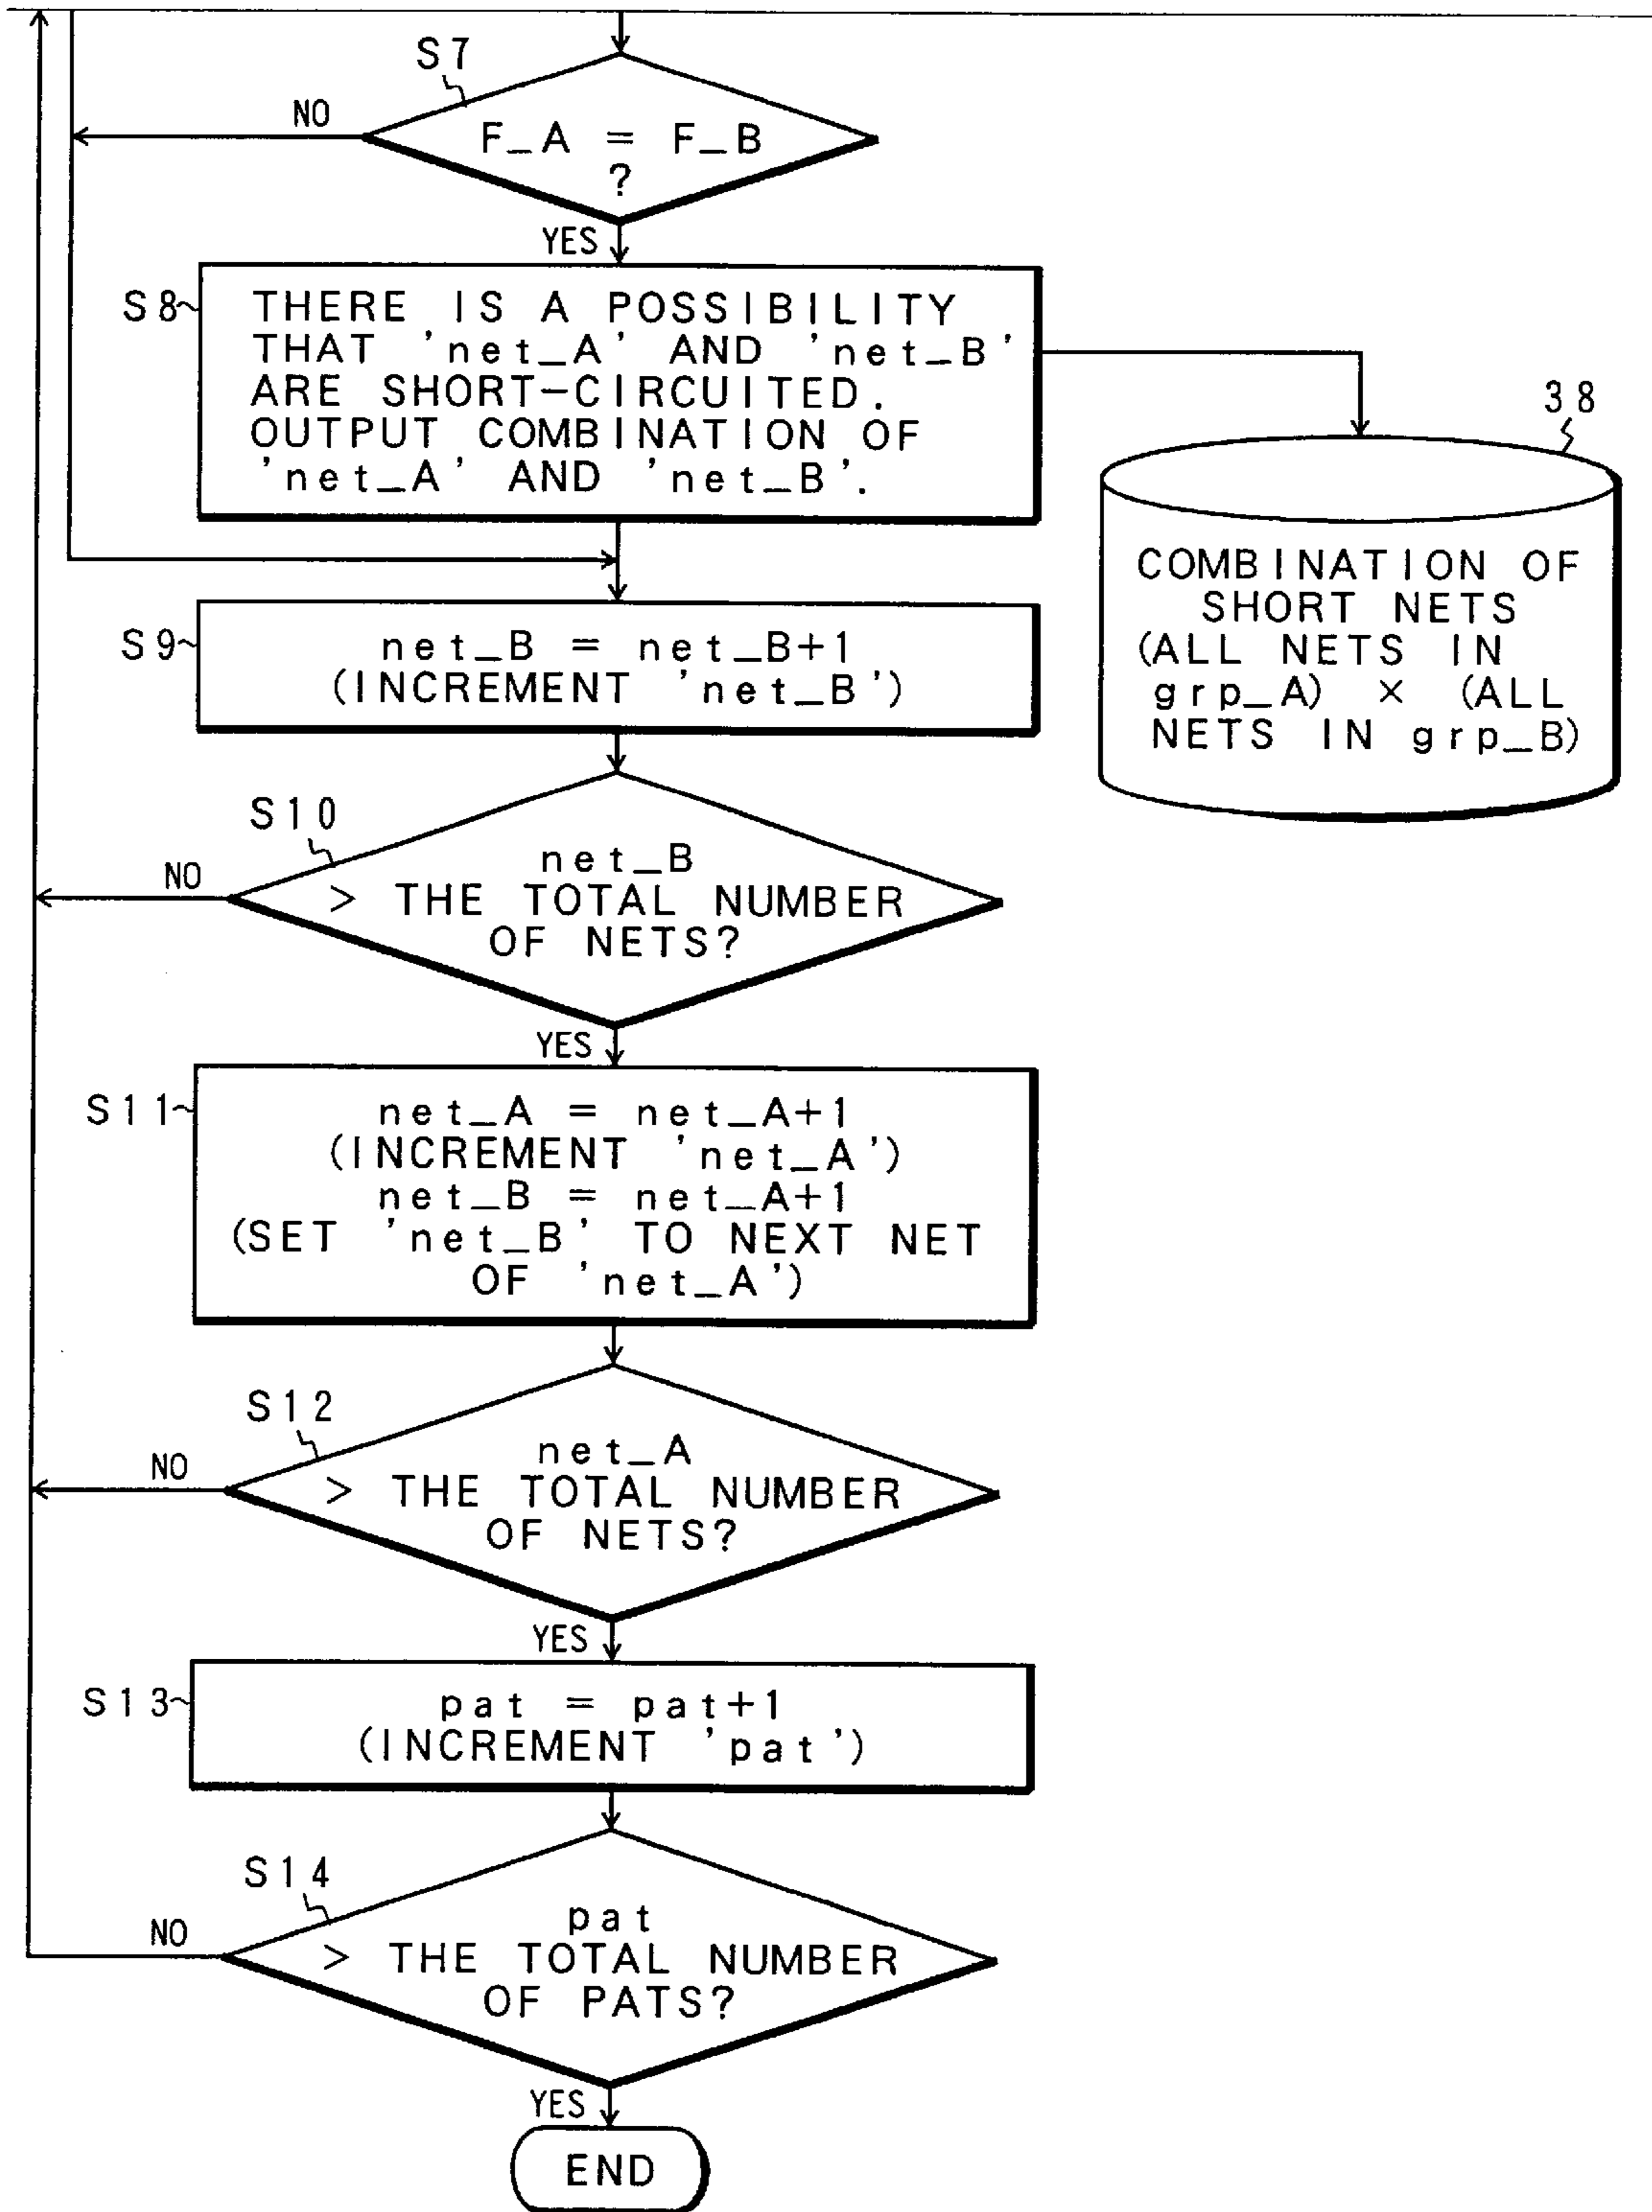 S7
NO
F_A = F_B
?
YES
S8
THERE IS A POSSIBILITY
THAT 'net_A' AND 'net_B'
ARE SHORT-CIRCUITED.
OUTPUT COMBINATION OF
'net_A' AND 'net_B'.
38
COMBINATION OF
SHORT NETS
(ALL NETS IN
grp_A) × (ALL
NETS IN grp_B)
S9
net_B = net_B+1
(INCREMENT 'net_B')
S10
NO
net_B
> THE TOTAL NUMBER
OF NETS?
YES
S11
net_A = net_A+1
(INCREMENT 'net_A')
net_B = net_A+1
(SET 'net_B' TO NEXT NET
OF 'net_A')
S12
NO
net_A
> THE TOTAL NUMBER
OF NETS?
YES
S13
pat = pat+1
(INCREMENT 'pat')
S14
NO
pat
> THE TOTAL NUMBER
OF PATS?
YES
END